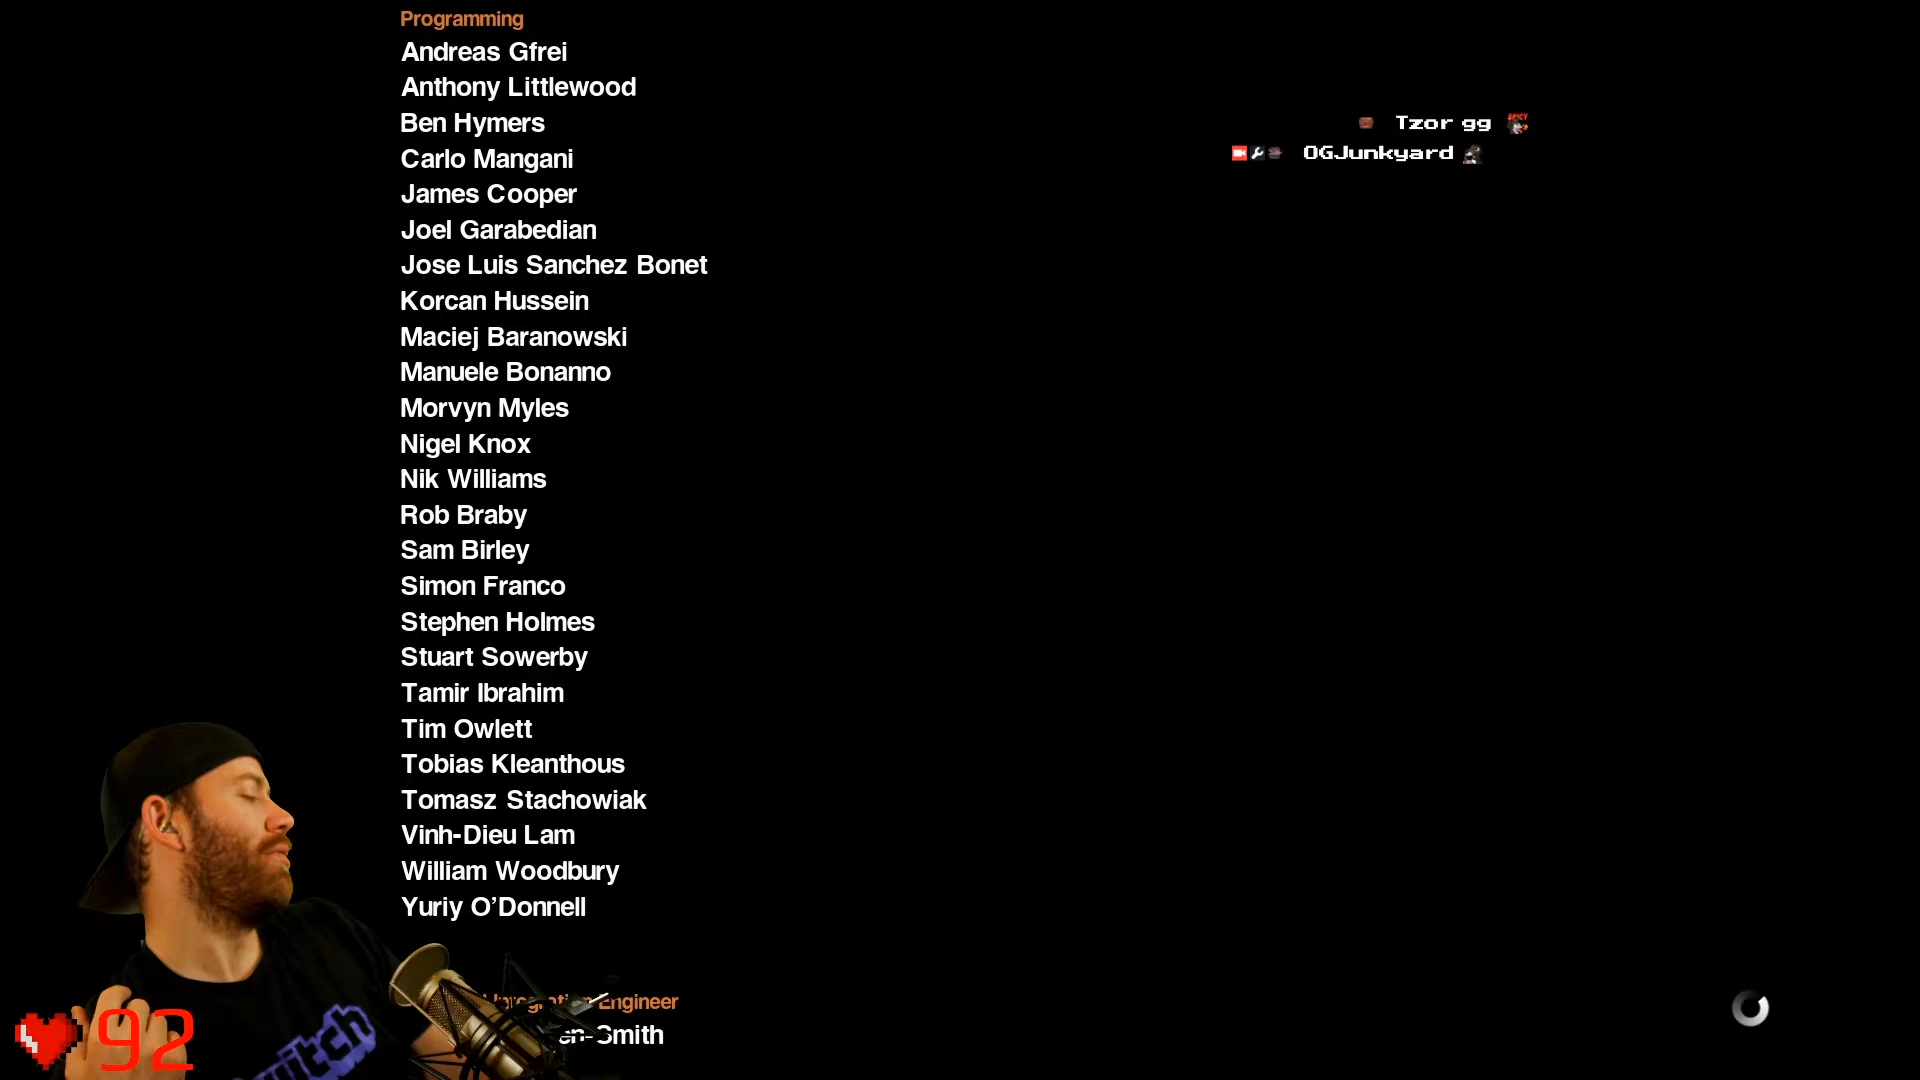 Programming
Andreas Gfrei
Anthony Littlewood
Ben Hymers
Carlo Mangani
James Cooper
Joel Garabedian
Jose Luis Sanchez Bonet
Korcan Hussein
Maciej Baranowski
Manuele Bonanno
Morvyn Myles
Nigel Knox
Nik Williams
Rob Braby
Sam Birley
Simon Franco
Stephen Holmes
Stuart Sowerby
Tamir Ibrahim
Tim Owlett
Tobias Kleanthous
Tomasz Stachowiak
Vinh-Dieu Lam
William Woodbury
Yuriy O’Donnell
Engineer
en-Smith
Tzor gg
OGJunkyard
92
twitch